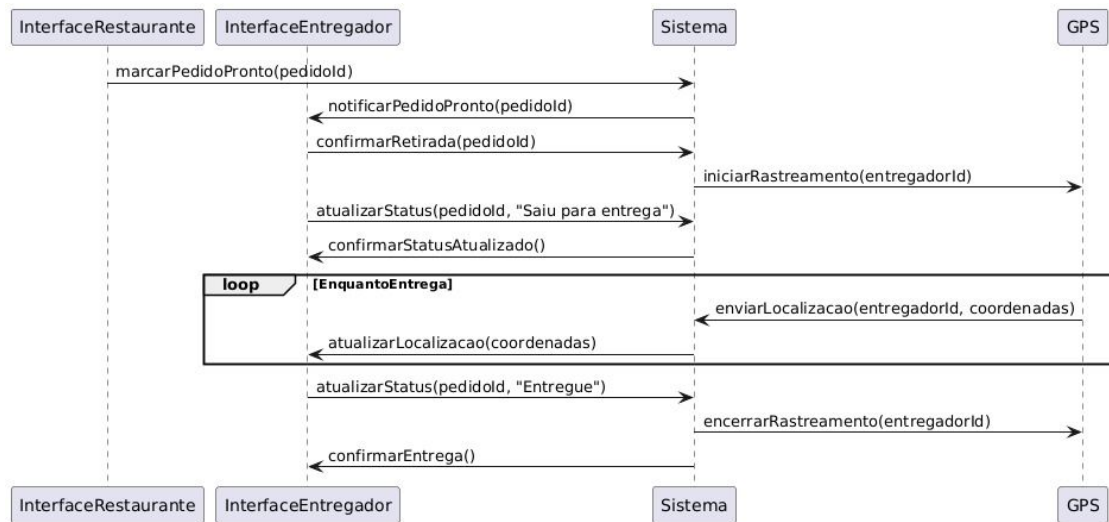 InterfaceRestaurante InterfaceEntregador Sistema GPS
marcarPedidoPronto(pedidoId)
notificarPedidoPronto(pedidoId)
confirmarRetirada(pedidoId)
iniciarRastreamento(entregadorId)
atualizarStatus(pedidoId, "Saiu para entrega")
confirmarStatusAtualizado()
loop [EnquantoEntrega]
enviarLocalizacao(entregadorId, coordenadas)
atualizarLocalizacao(coordenadas)
atualizarStatus(pedidoId, "Entregue")
encerrarRastreamento(entregadorId)
confirmarEntrega()
InterfaceRestaurante InterfaceEntregador Sistema GPS